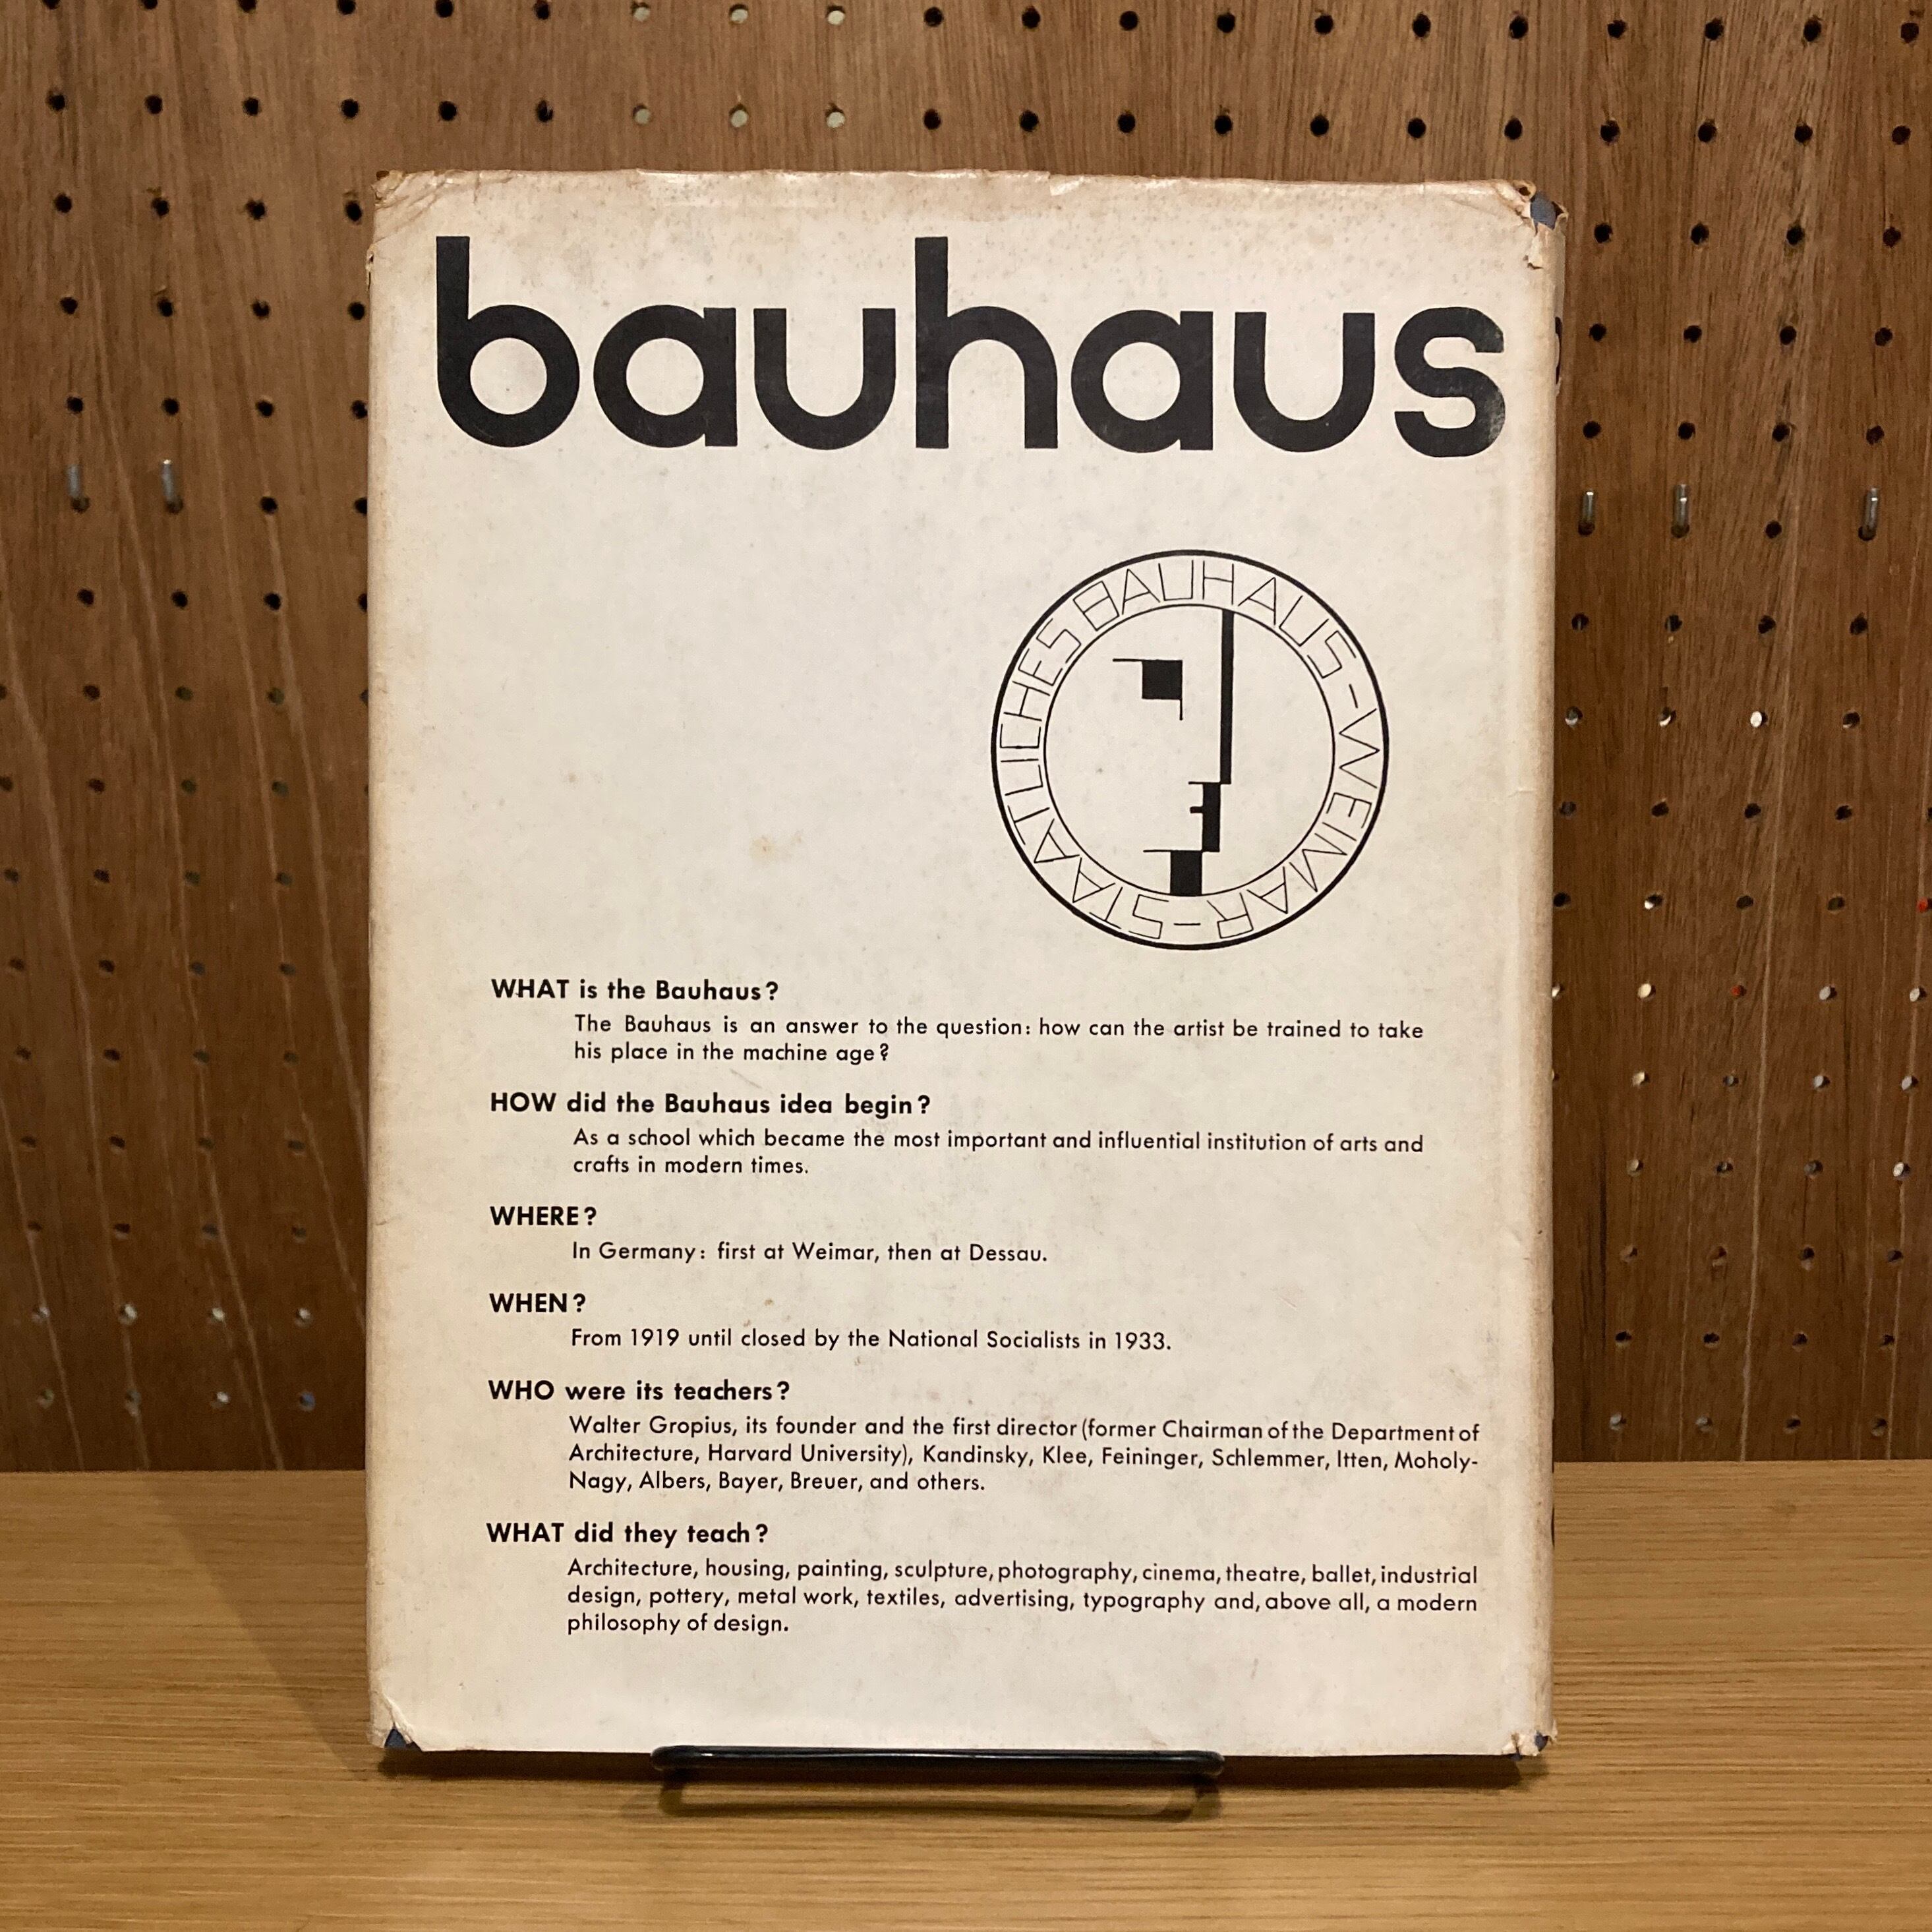 bauhaus
STAATLICHES BAUHAUS-WEIMAR-
WHAT is the Bauhaus?
The Bauhaus is an answer to the question: how can the artist be trained to take
his place in the machine age?
HOW did the Bauhaus idea begin?
As a school which became the most important and influential institution of arts and
crafts in modern times.
WHERE?
In Germany: first at Weimar, then at Dessau.
WHEN?
From 1919 until closed by the National Socialists in 1933.
WHO were its teachers?
Walter Gropius, its founder and the first director (former Chairman of the Department of
Architecture, Harvard University), Kandinsky, Klee, Feininger, Schlemmer, Itten, Moholy-
Nagy, Albers, Bayer, Breuer, and others.
WHAT did they teach?
Architecture, housing, painting, sculpture, photography, cinema, theatre, ballet, industrial
design, pottery, metal work, textiles, advertising, typography and, above all, a modern
philosophy of design.